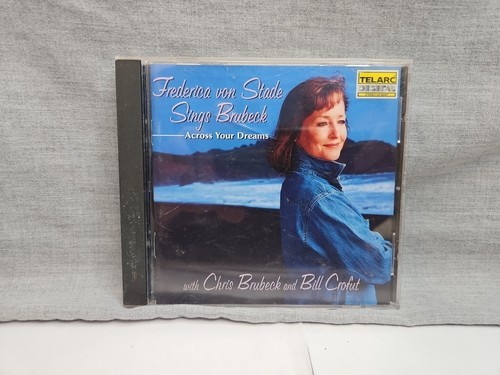 Frederica von Stade
Sings Brubeck
Across Your Dreams
TELARC
DIGITAL
with Chris Brubeck and Bill Crofut